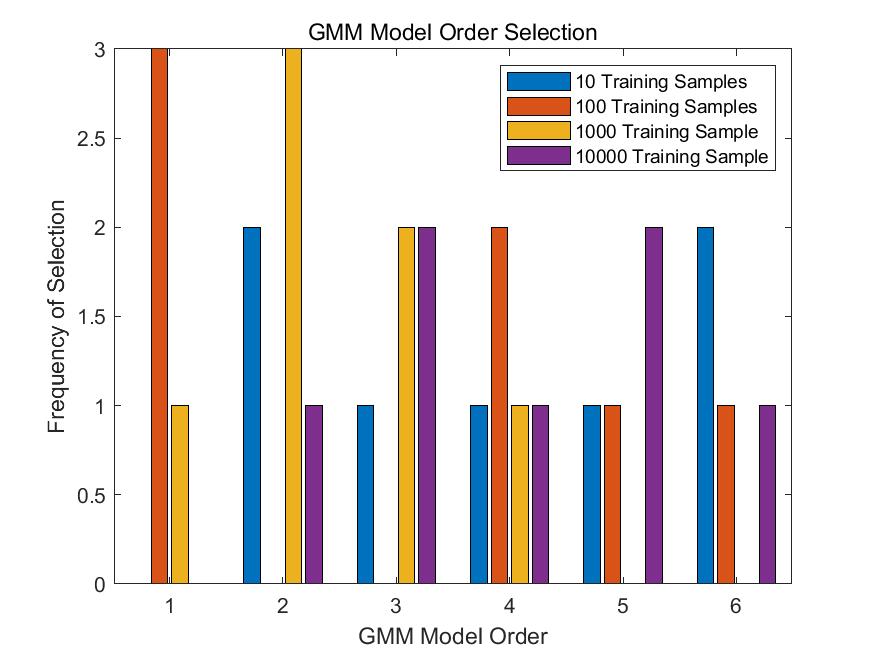 GMM Model Order Selection
3
2.5
2
1.5
1
0.5
0
Frequency of Selection
10 Training Samples
100 Training Samples
1000 Training Sample
10000 Training Sample
1 2 3 4 5 6
GMM Model Order